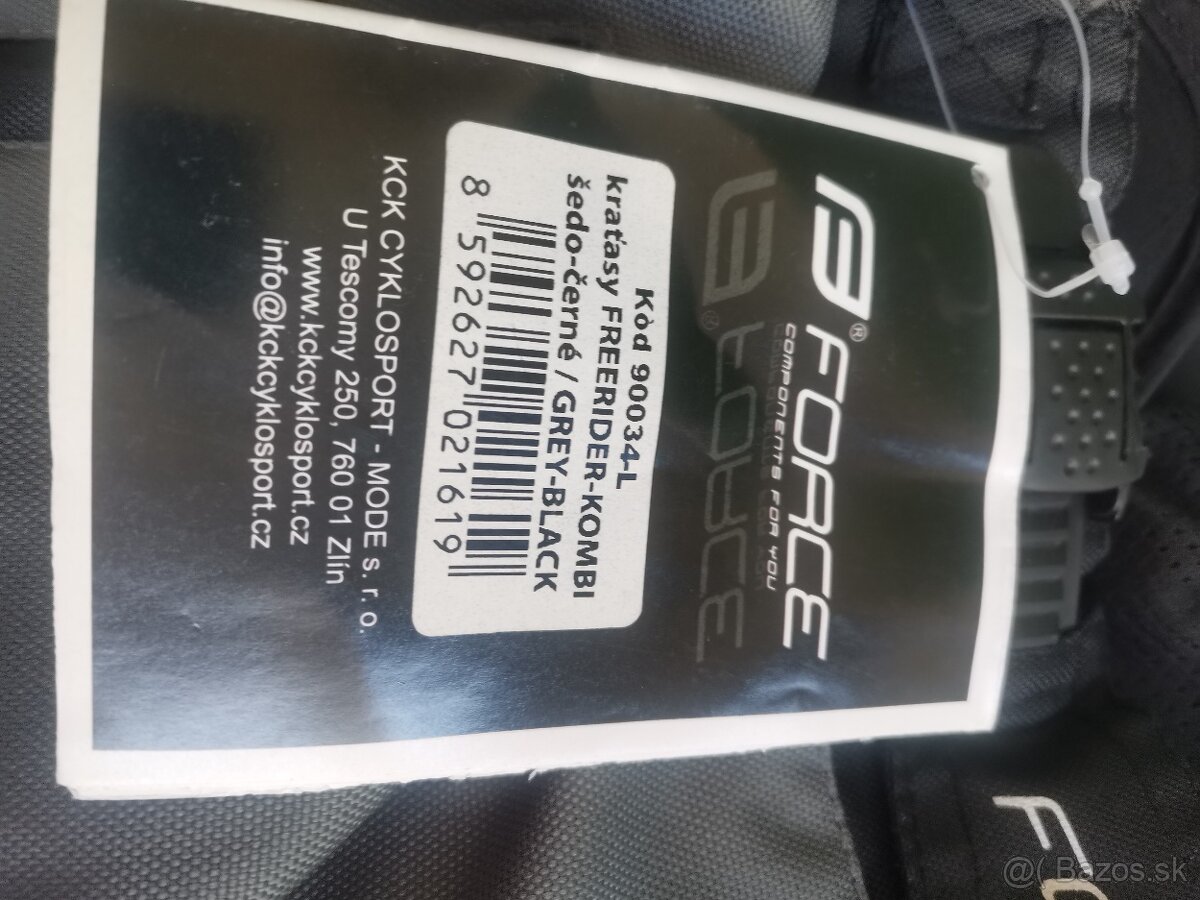 FORCE®
COMPONENTS FOR YOU
FORCE®
Kòd 90034-L
kraťasy FREERIDER-KOMBI
šedo-černé / GREY-BLACK
8 592627 021619
KCK CYKLOSPORT - MODE s. r. o.
U Tescomy 250, 760 01 Zlín
www.kckcyklosport.cz
info@kckcyklosport.cz
FO
@( Bazos.sk